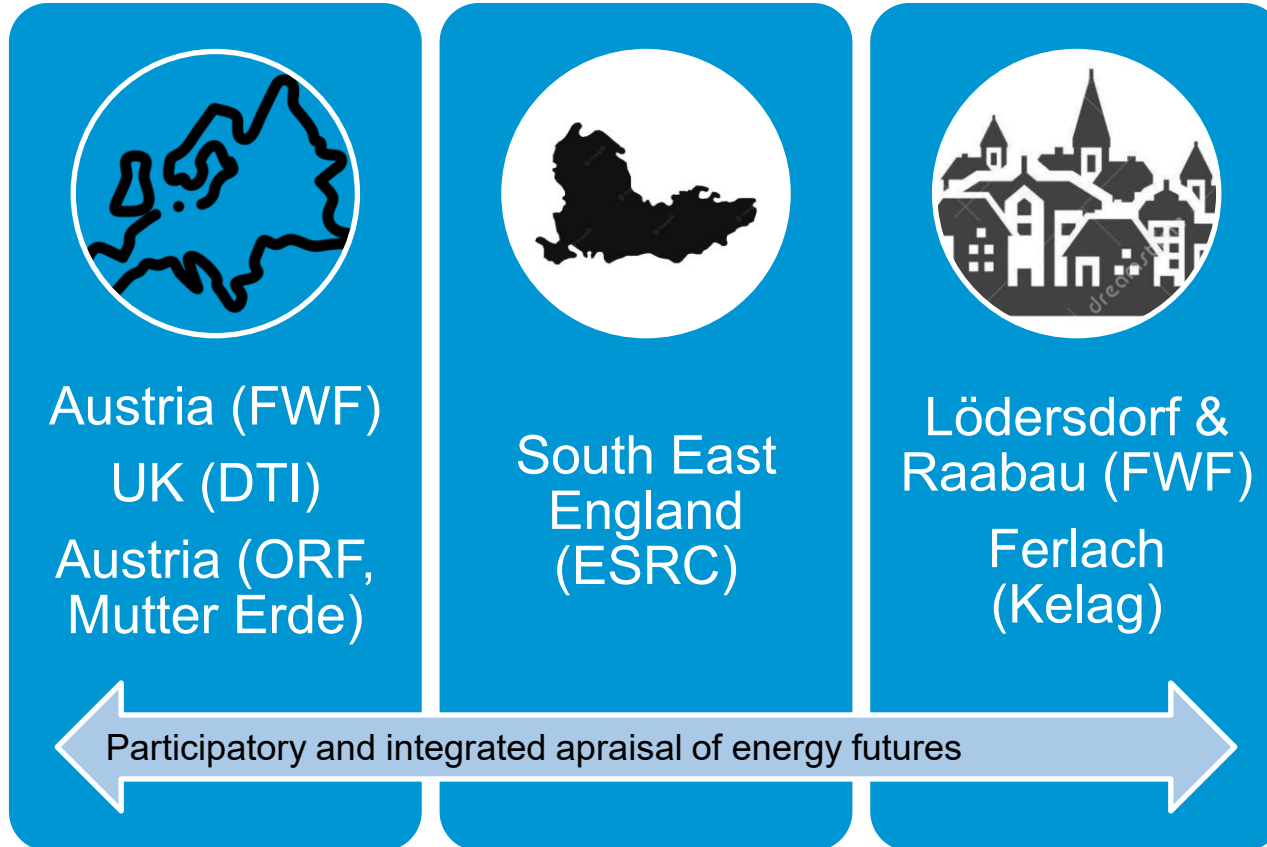 Austria (FWF)
UK (DTI)
Austria (ORF,
Mutter Erde)
South East
England
(ESRC)
dreamst
Lödersdorf &
Raabau (FWF)
Ferlach
(Kelag)
Participatory and integrated apraisal of energy futures